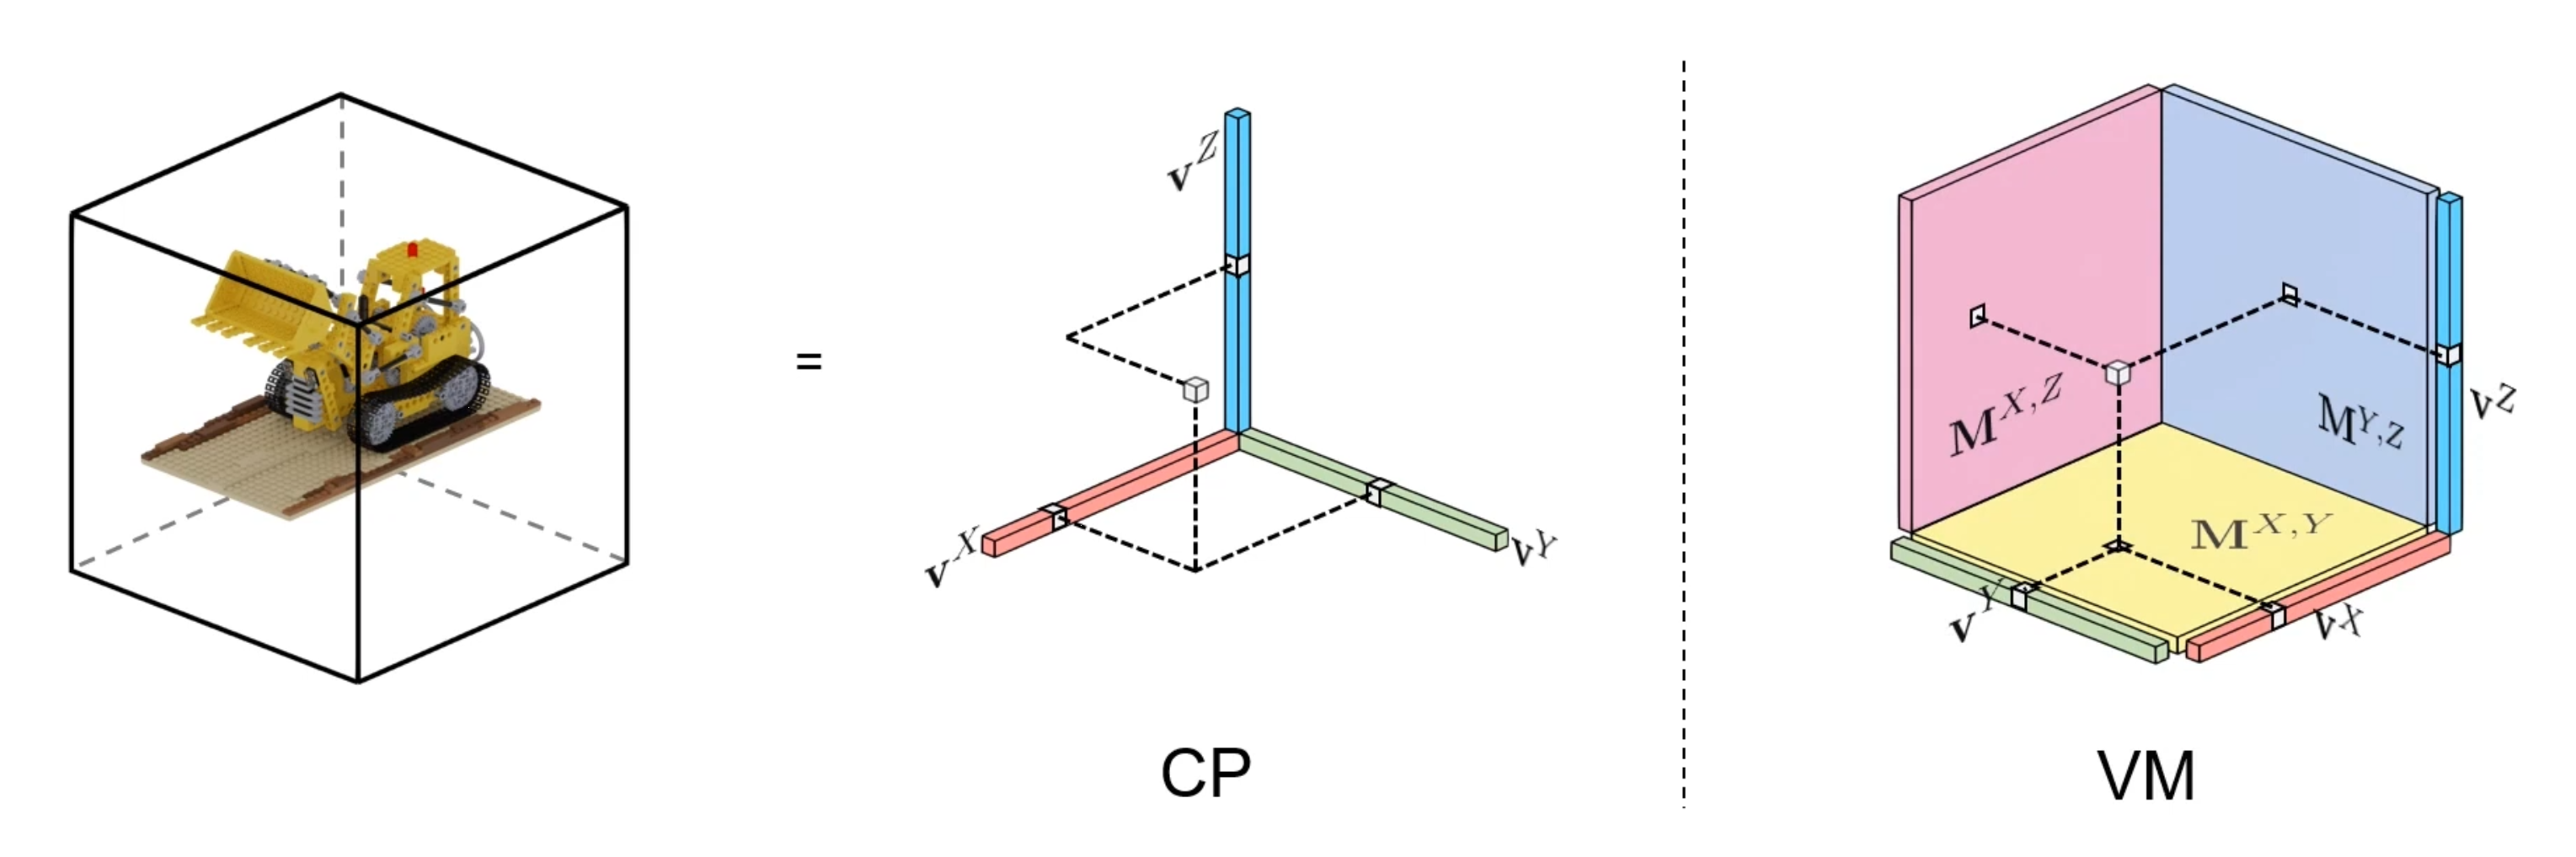 v^Z
=
v^X
v^Y
CP
M^{X,Z}
M^{Y,Z}
v^Z
M^{X,Y}
v^Y
v^X
VM